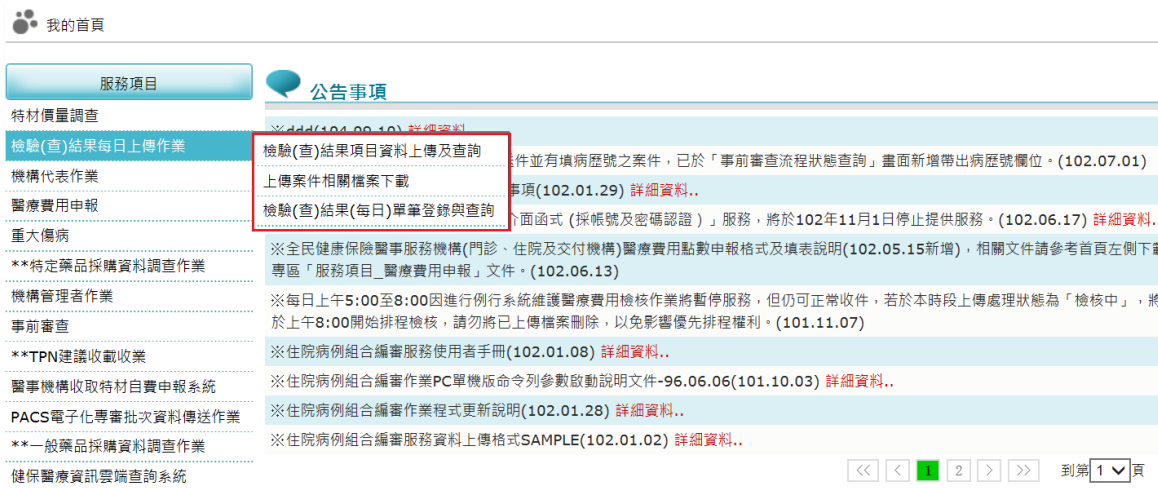 我的首頁
服務項目
特材價量調查
檢驗(查)結果每日上傳作業
機構代表作業
醫療費用申報
重大傷病
**特定藥品採購資料調查作業
機構管理者作業
事前審查
**TPN建議收載收業
醫事機構收取特材自費申報系統
PACS電子化專審批次資料傳送作業
**一般藥品採購資料調查作業
健保醫療資訊雲端查詢系統
檢驗(查)結果項目資料上傳及查詢
上傳案件相關檔案下載
檢驗(查)結果(每日)單筆登錄與查詢
公告事項
※ddd(104.09.10) 詳細資料
件並有填病歷號之案件，已於「事前審查流程狀態查詢」畫面新增帶出病歷號欄位。(102.07.01)
事項(102.01.29) 詳細資料..
介面函式 (採帳號及密碼認證 ) 」服務，將於102年11月1日停止提供服務。(102.06.17) 詳細資料..
※全民健康保險醫事服務機構(門診、住院及交付機構)醫療費用點數申報格式及填表說明(102.05.15新增)，相關文件請參考首頁左側下載
專區「服務項目_醫療費用申報」文件。(102.06.13)
※每日上午5:00至8:00因進行例行系統維護醫療費用檢核作業將暫停服務，但仍可正常收件，若於本時段上傳處理狀態為「檢核中」，將
於上午8:00開始排程檢核，請勿將已上傳檔案刪除，以免影響優先排程權利。(101.11.07)
※住院病例組合編審服務使用者手冊(102.01.08) 詳細資料..
※住院病例組合編審作業PC單機版命令列參數啟動說明文件-96.06.06(101.10.03) 詳細資料..
※住院病例組合編審作業程式更新說明(102.01.28) 詳細資料..
※住院病例組合編審服務資料上傳格式SAMPLE(102.01.02) 詳細資料..
<< < 1 2 > >> 到第 1 頁